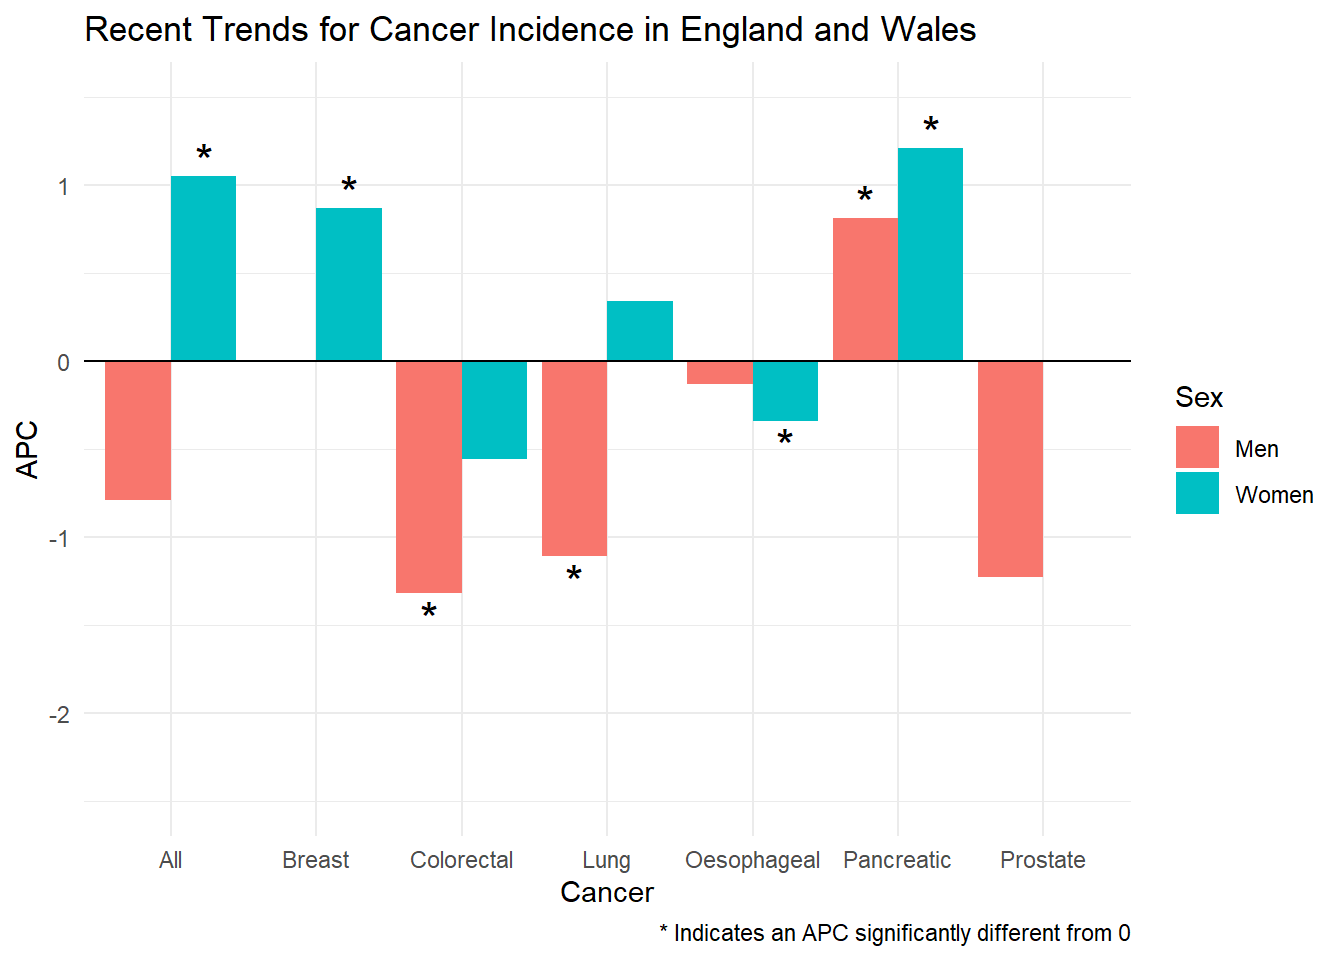 Recent Trends for Cancer Incidence in England and Wales
*
*
*
*
*
*
*
1
0
-1
-2
APC
All Breast Colorectal Lung Oesophageal Pancreatic Prostate
Cancer
* Indicates an APC significantly different from 0
Sex
Men
Women